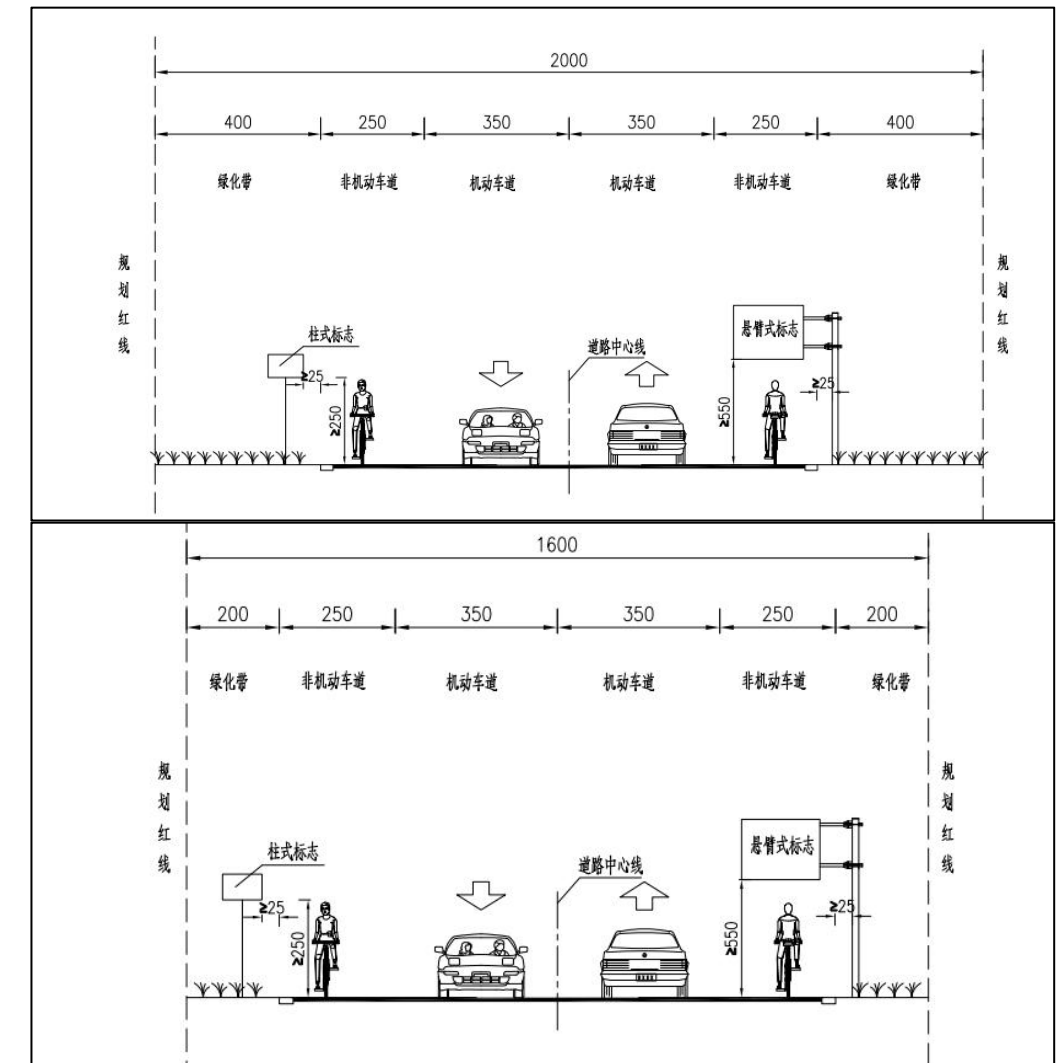 2000
400 250 350 350 250 400
绿化带 非机动车道 机动车道 机动车道 非机动车道 绿化带
规划红线
规划红线
柱式标志
道路中心线
悬臂式标志
≥25
≥250
≥550
≥25
1600
200 250 350 350 250 200
绿化带 非机动车道 机动车道 机动车道 非机动车道 绿化带
规划红线
规划红线
柱式标志
道路中心线
悬臂式标志
≥25
≥250
≥550
≥25